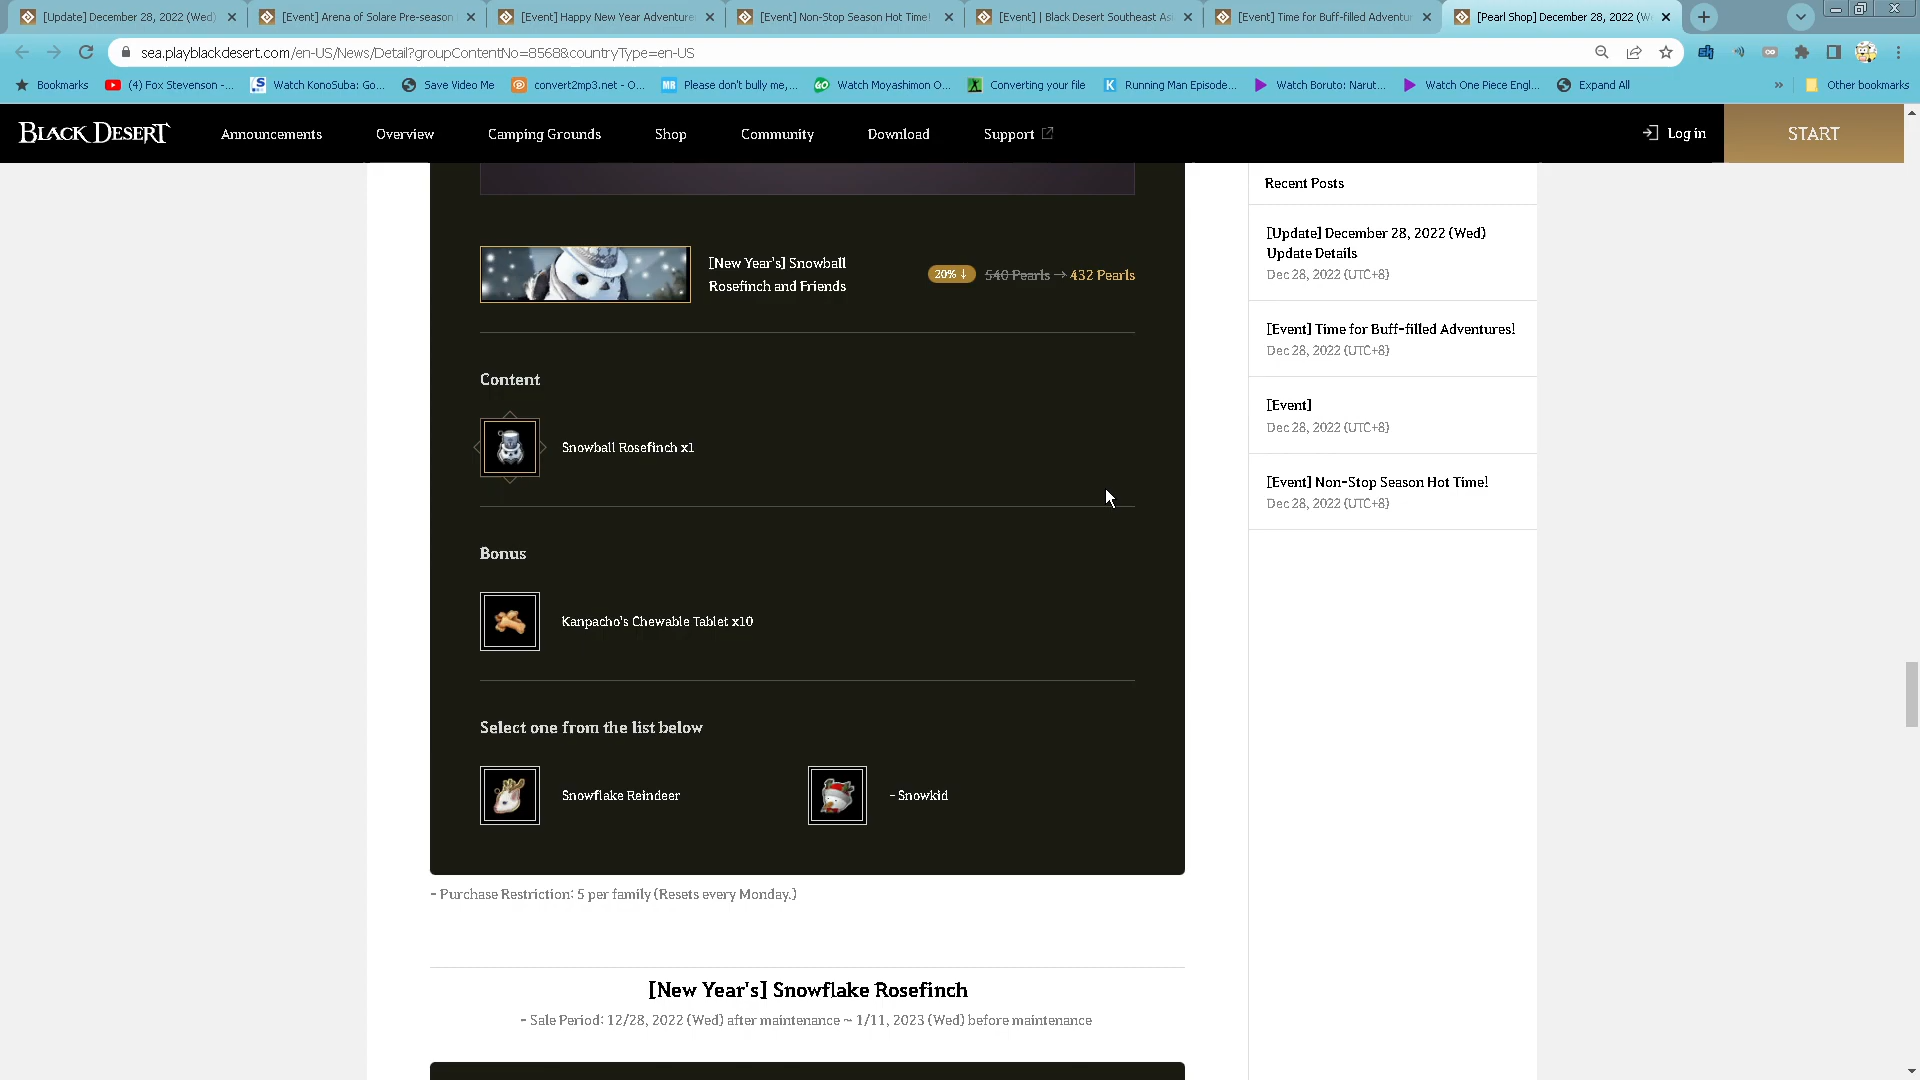 [Update] December 28, 2022 (Wed)
[Event] Arena of Solare Pre-season
[Event] Happy New Year Adventure
[Event] Non-Stop Season Hot Time!
[Event] | Black Desert Southeast As
[Event] Time for Buff-filled Adventu
[Pearl Shop] December 28, 2022 (W
sea.playblackdesert.com/en-US/News/Detail?groupContentNo=8568&countryType=en-US
Bookmarks
(4) Fox Stevenson -...
Watch KonoSuba: Go...
Save Video Me
convert2mp3.net - O...
Please don't bully me,...
Watch Moyashimon O...
Converting your file
Running Man Episode...
Watch Boruto: Narut...
Watch One Piece Engl...
Expand All
»
Other bookmarks
BLACK DESERT
Announcements
Overview
Camping Grounds
Shop
Community
Download
Support
Log in
START
[New Year's] Snowball
Rosefinch and Friends
20% ↓ 540 Pearls → 432 Pearls
Content
Snowball Rosefinch x1
Bonus
Kanpacho's Chewable Tablet x10
Select one from the list below
Snowflake Reindeer
- Snowkid
- Purchase Restriction: 5 per family (Resets every Monday.)
[New Year's] Snowflake Rosefinch
- Sale Period: 12/28, 2022 (Wed) after maintenance ~ 1/11, 2023 (Wed) before maintenance
Recent Posts
[Update] December 28, 2022 (Wed)
Update Details
Dec 28, 2022 (UTC+8)
[Event] Time for Buff-filled Adventures!
Dec 28, 2022 (UTC+8)
[Event]
Dec 28, 2022 (UTC+8)
[Event] Non-Stop Season Hot Time!
Dec 28, 2022 (UTC+8)